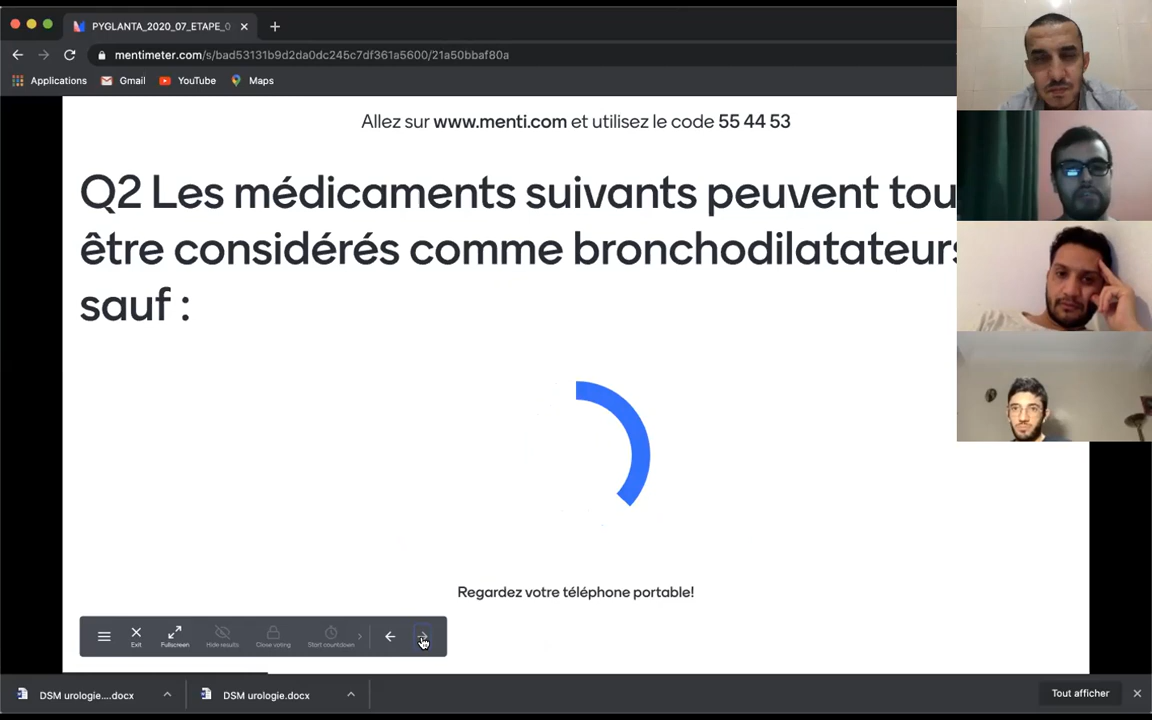 PYGLANTA_2020_07_ETAPE_0
mentimeter.com/s/bad53131b9d2da0dc245c7df361a5600/21a50bbaf80a
Applications Gmail YouTube Maps
Allez sur www.menti.com et utilisez le code 55 44 53
Q2 Les médicaments suivants peuvent tou
être considérés comme bronchodilatateurs
sauf :
Regardez votre téléphone portable!
Exit Fullscreen Hide results Close voting Start countdown
DSM urologie....docx DSM urologie.docx Tout afficher